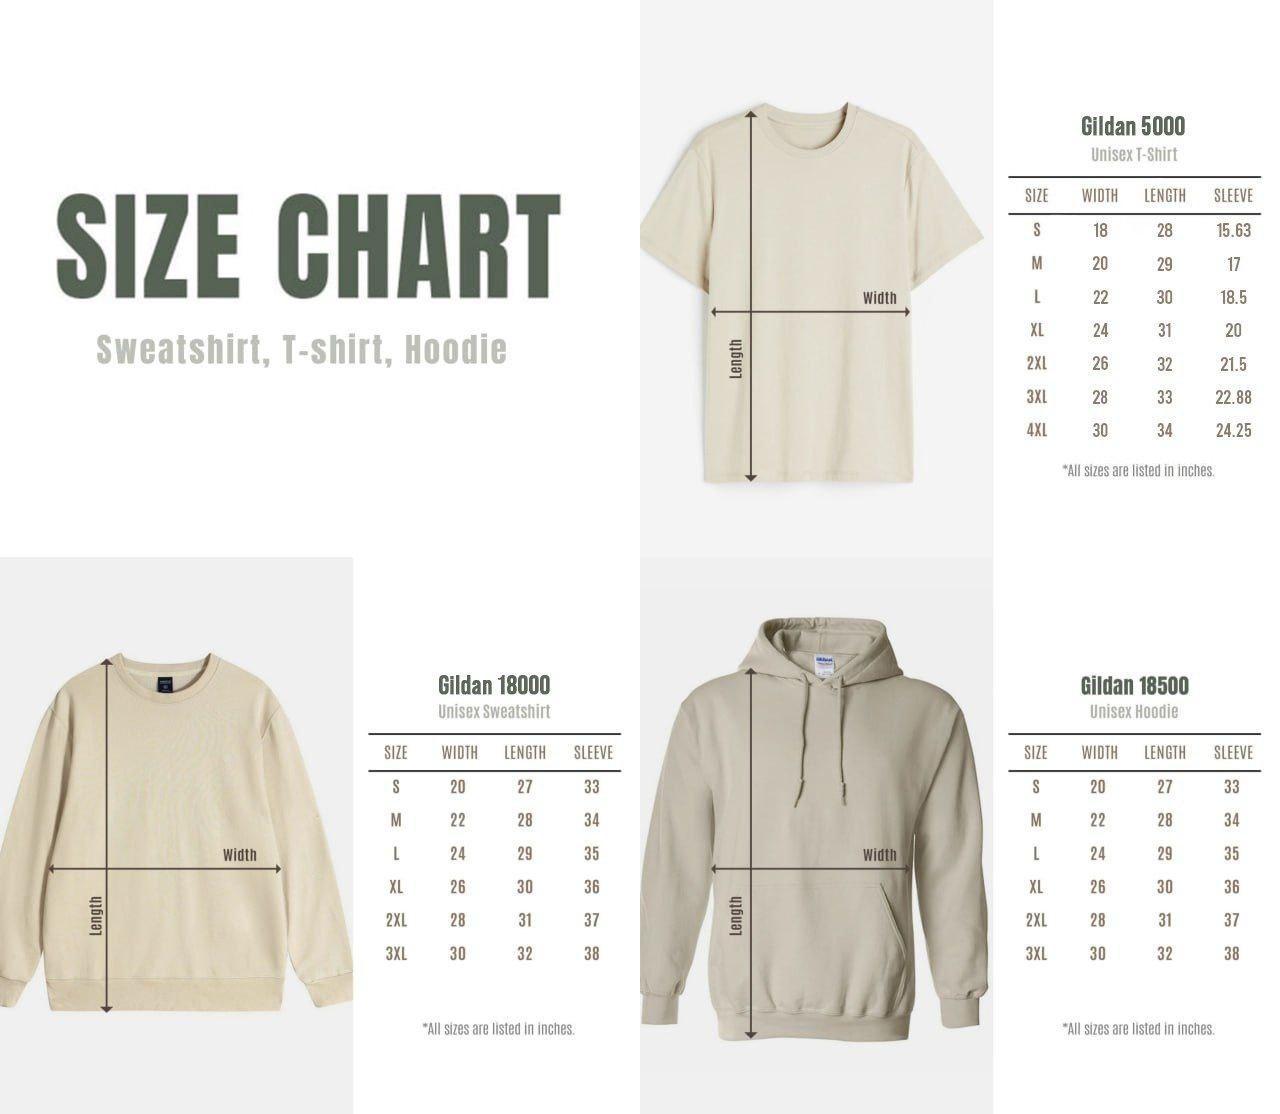 SIZE CHART
Sweatshirt, T-shirt, Hoodie
Width
Length
Gildan 5000
Unisex T-Shirt
SIZE WIDTH LENGTH SLEEVE
S 18 28 15.63
M 20 29 17
L 22 30 18.5
XL 24 31 20
2XL 26 32 21.5
3XL 28 33 22.88
4XL 30 34 24.25
*All sizes are listed in inches.
Width
Length
Gildan 18000
Unisex Sweatshirt
SIZE WIDTH LENGTH SLEEVE
S 20 27 33
M 22 28 34
L 24 29 35
XL 26 30 36
2XL 28 31 37
3XL 30 32 38
*All sizes are listed in inches.
Width
Length
Gildan 18500
Unisex Hoodie
SIZE WIDTH LENGTH SLEEVE
S 20 27 33
M 22 28 34
L 24 29 35
XL 26 30 36
2XL 28 31 37
3XL 30 32 38
*All sizes are listed in inches.